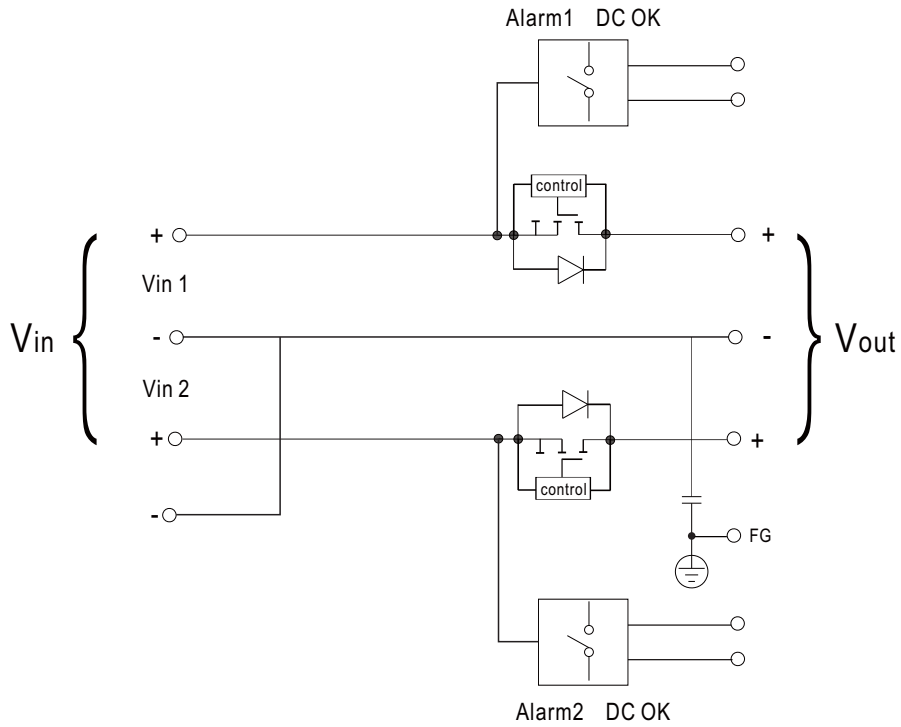 Alarm1 DC OK
control
+ +
Vin 1
Vin - - Vout
Vin 2
+ +
control
-
FG
Alarm2 DC OK